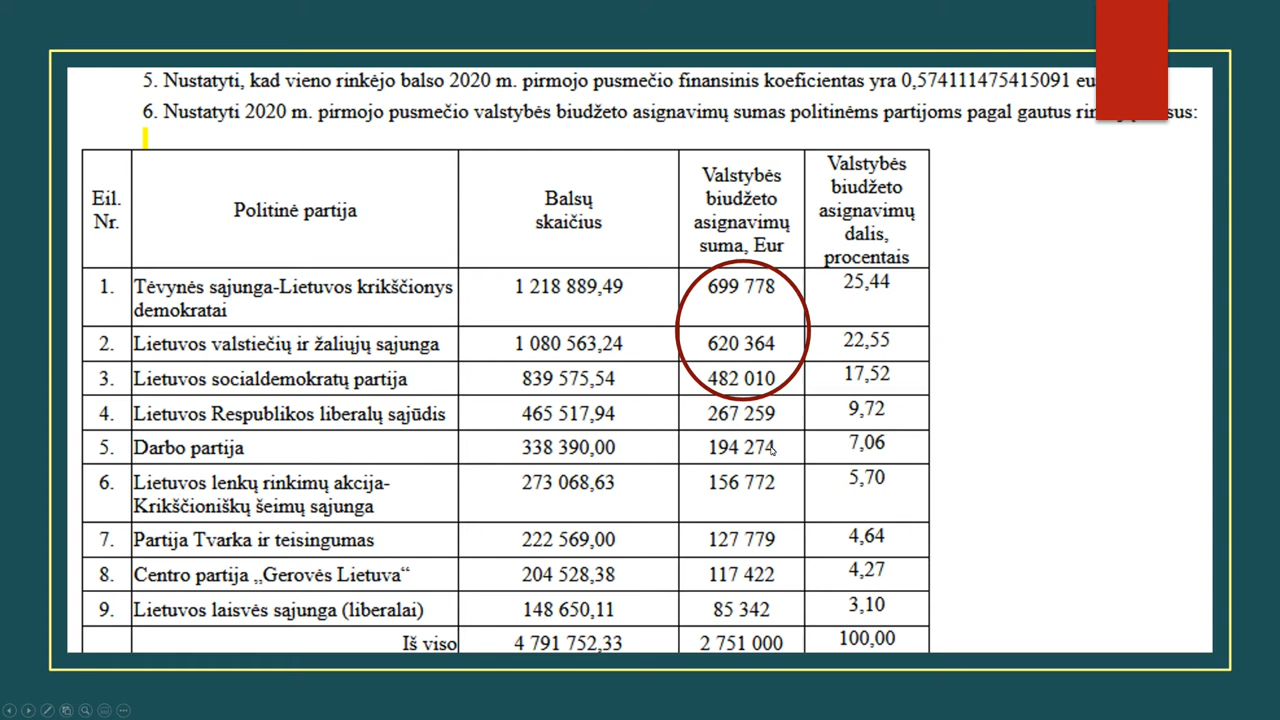 5. Nustatyti, kad vieno rinkėjo balso 2020 m. pirmojo pusmečio finansinis koeficientas yra 0,574111475415091
6. Nustatyti 2020 m. pirmojo pusmečio valstybės biudžeto asignavimų sumas politinėms partijoms pagal gautus
Eil. Nr.
Politinė partija
Balsų skaičius
Valstybės biudžeto asignavimų suma, Eur
Valstybės biudžeto asignavimų dalis, procentais
1. Tėvynės sąjunga-Lietuvos krikščionys demokratai 1 218 889,49 699 778 25,44
2. Lietuvos valstiečių ir žaliųjų sąjunga 1 080 563,24 620 364 22,55
3. Lietuvos socialdemokratų partija 839 575,54 482 010 17,52
4. Lietuvos Respublikos liberalų sąjūdis 465 517,94 267 259 9,72
5. Darbo partija 338 390,00 194 274 7,06
6. Lietuvos lenkų rinkimų akcija-Krikščioniškų šeimų sąjunga 273 068,63 156 772 5,70
7. Partija Tvarka ir teisingumas 222 569,00 127 779 4,64
8. Centro partija „Gerovės Lietuva“ 204 528,38 117 422 4,27
9. Lietuvos laisvės sąjunga (liberalai) 148 650,11 85 342 3,10
Iš viso 4 791 752,33 2 751 000 100,00